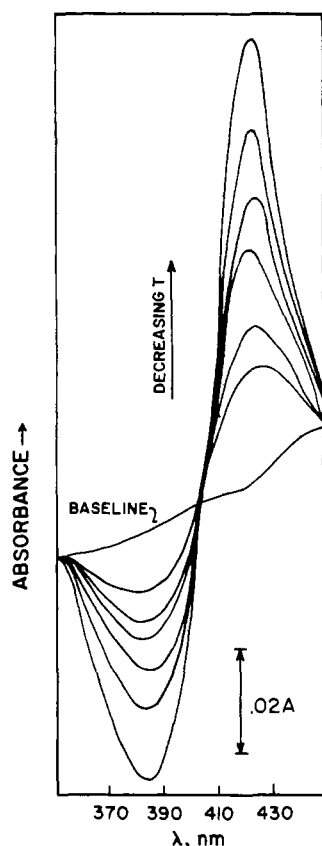 DECREASING T
ABSORBANCE →
BASELINE
.02A
370 390 410 430
λ, nm